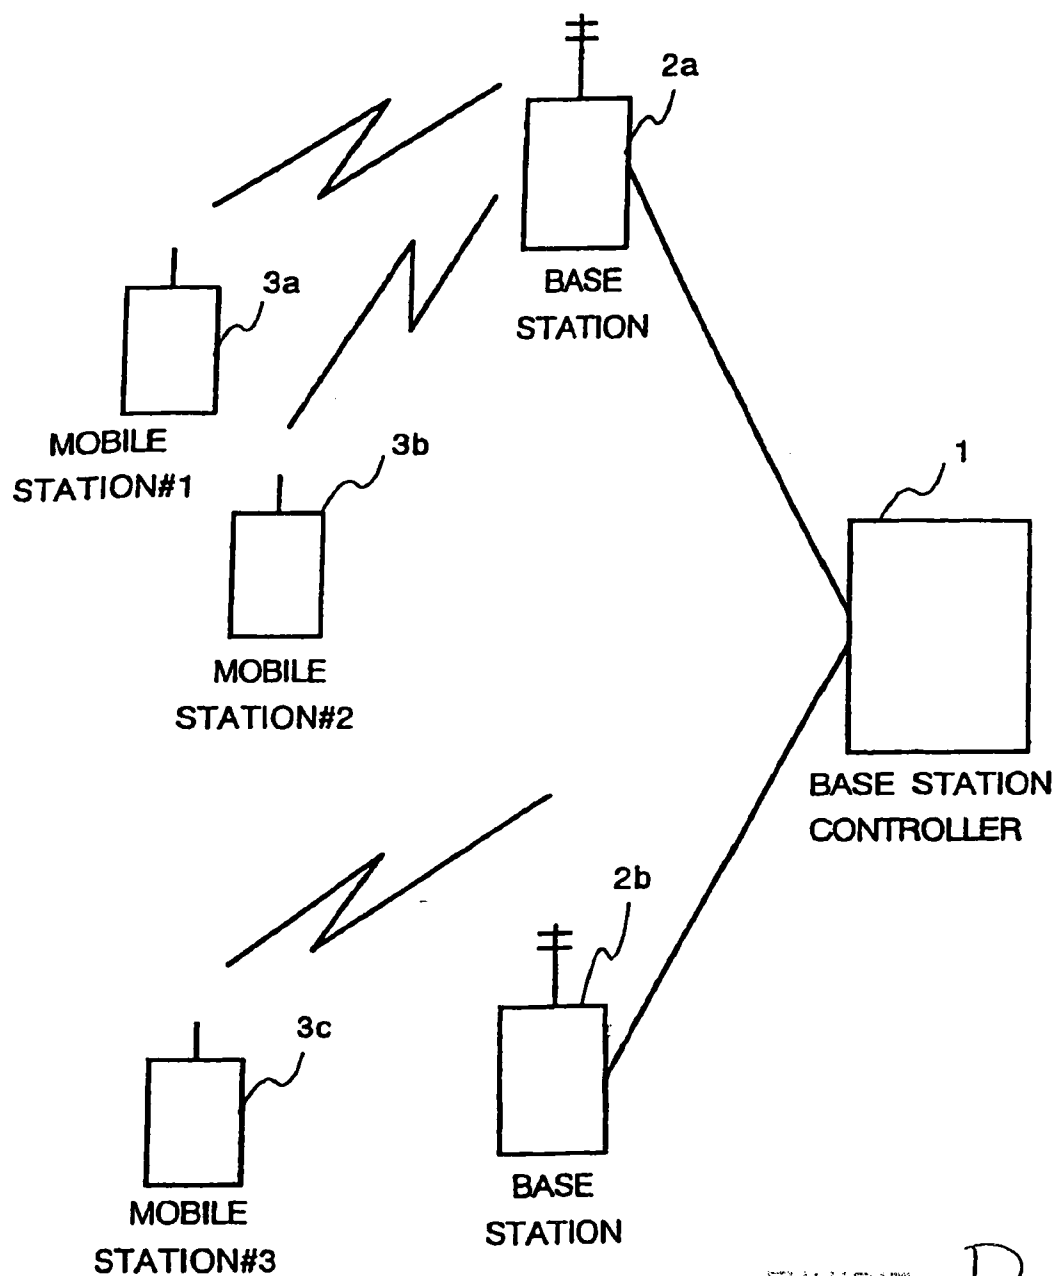 2a
BASE
STATION
3a
MOBILE
STATION#1
3b
MOBILE
STATION#2
1
BASE STATION
CONTROLLER
2b
BASE
STATION
3c
MOBILE
STATION#3